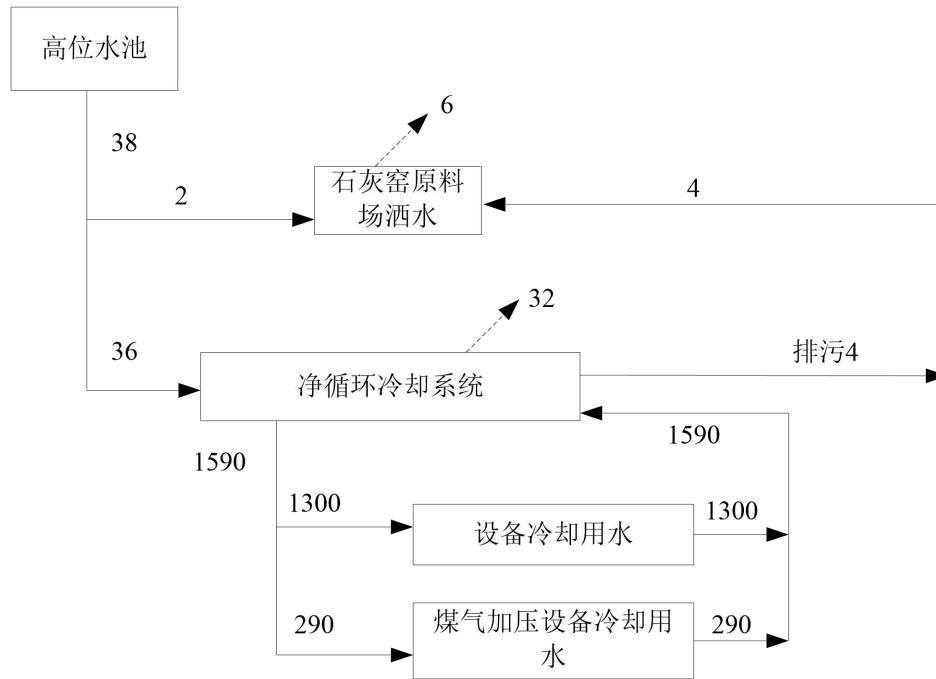 高位水池
38
6
石灰窑原料
场洒水
2
4
32
36
净循环冷却系统
排污4
1590
1590
1300
设备冷却用水
1300
290
煤气加压设备冷却用
水
290